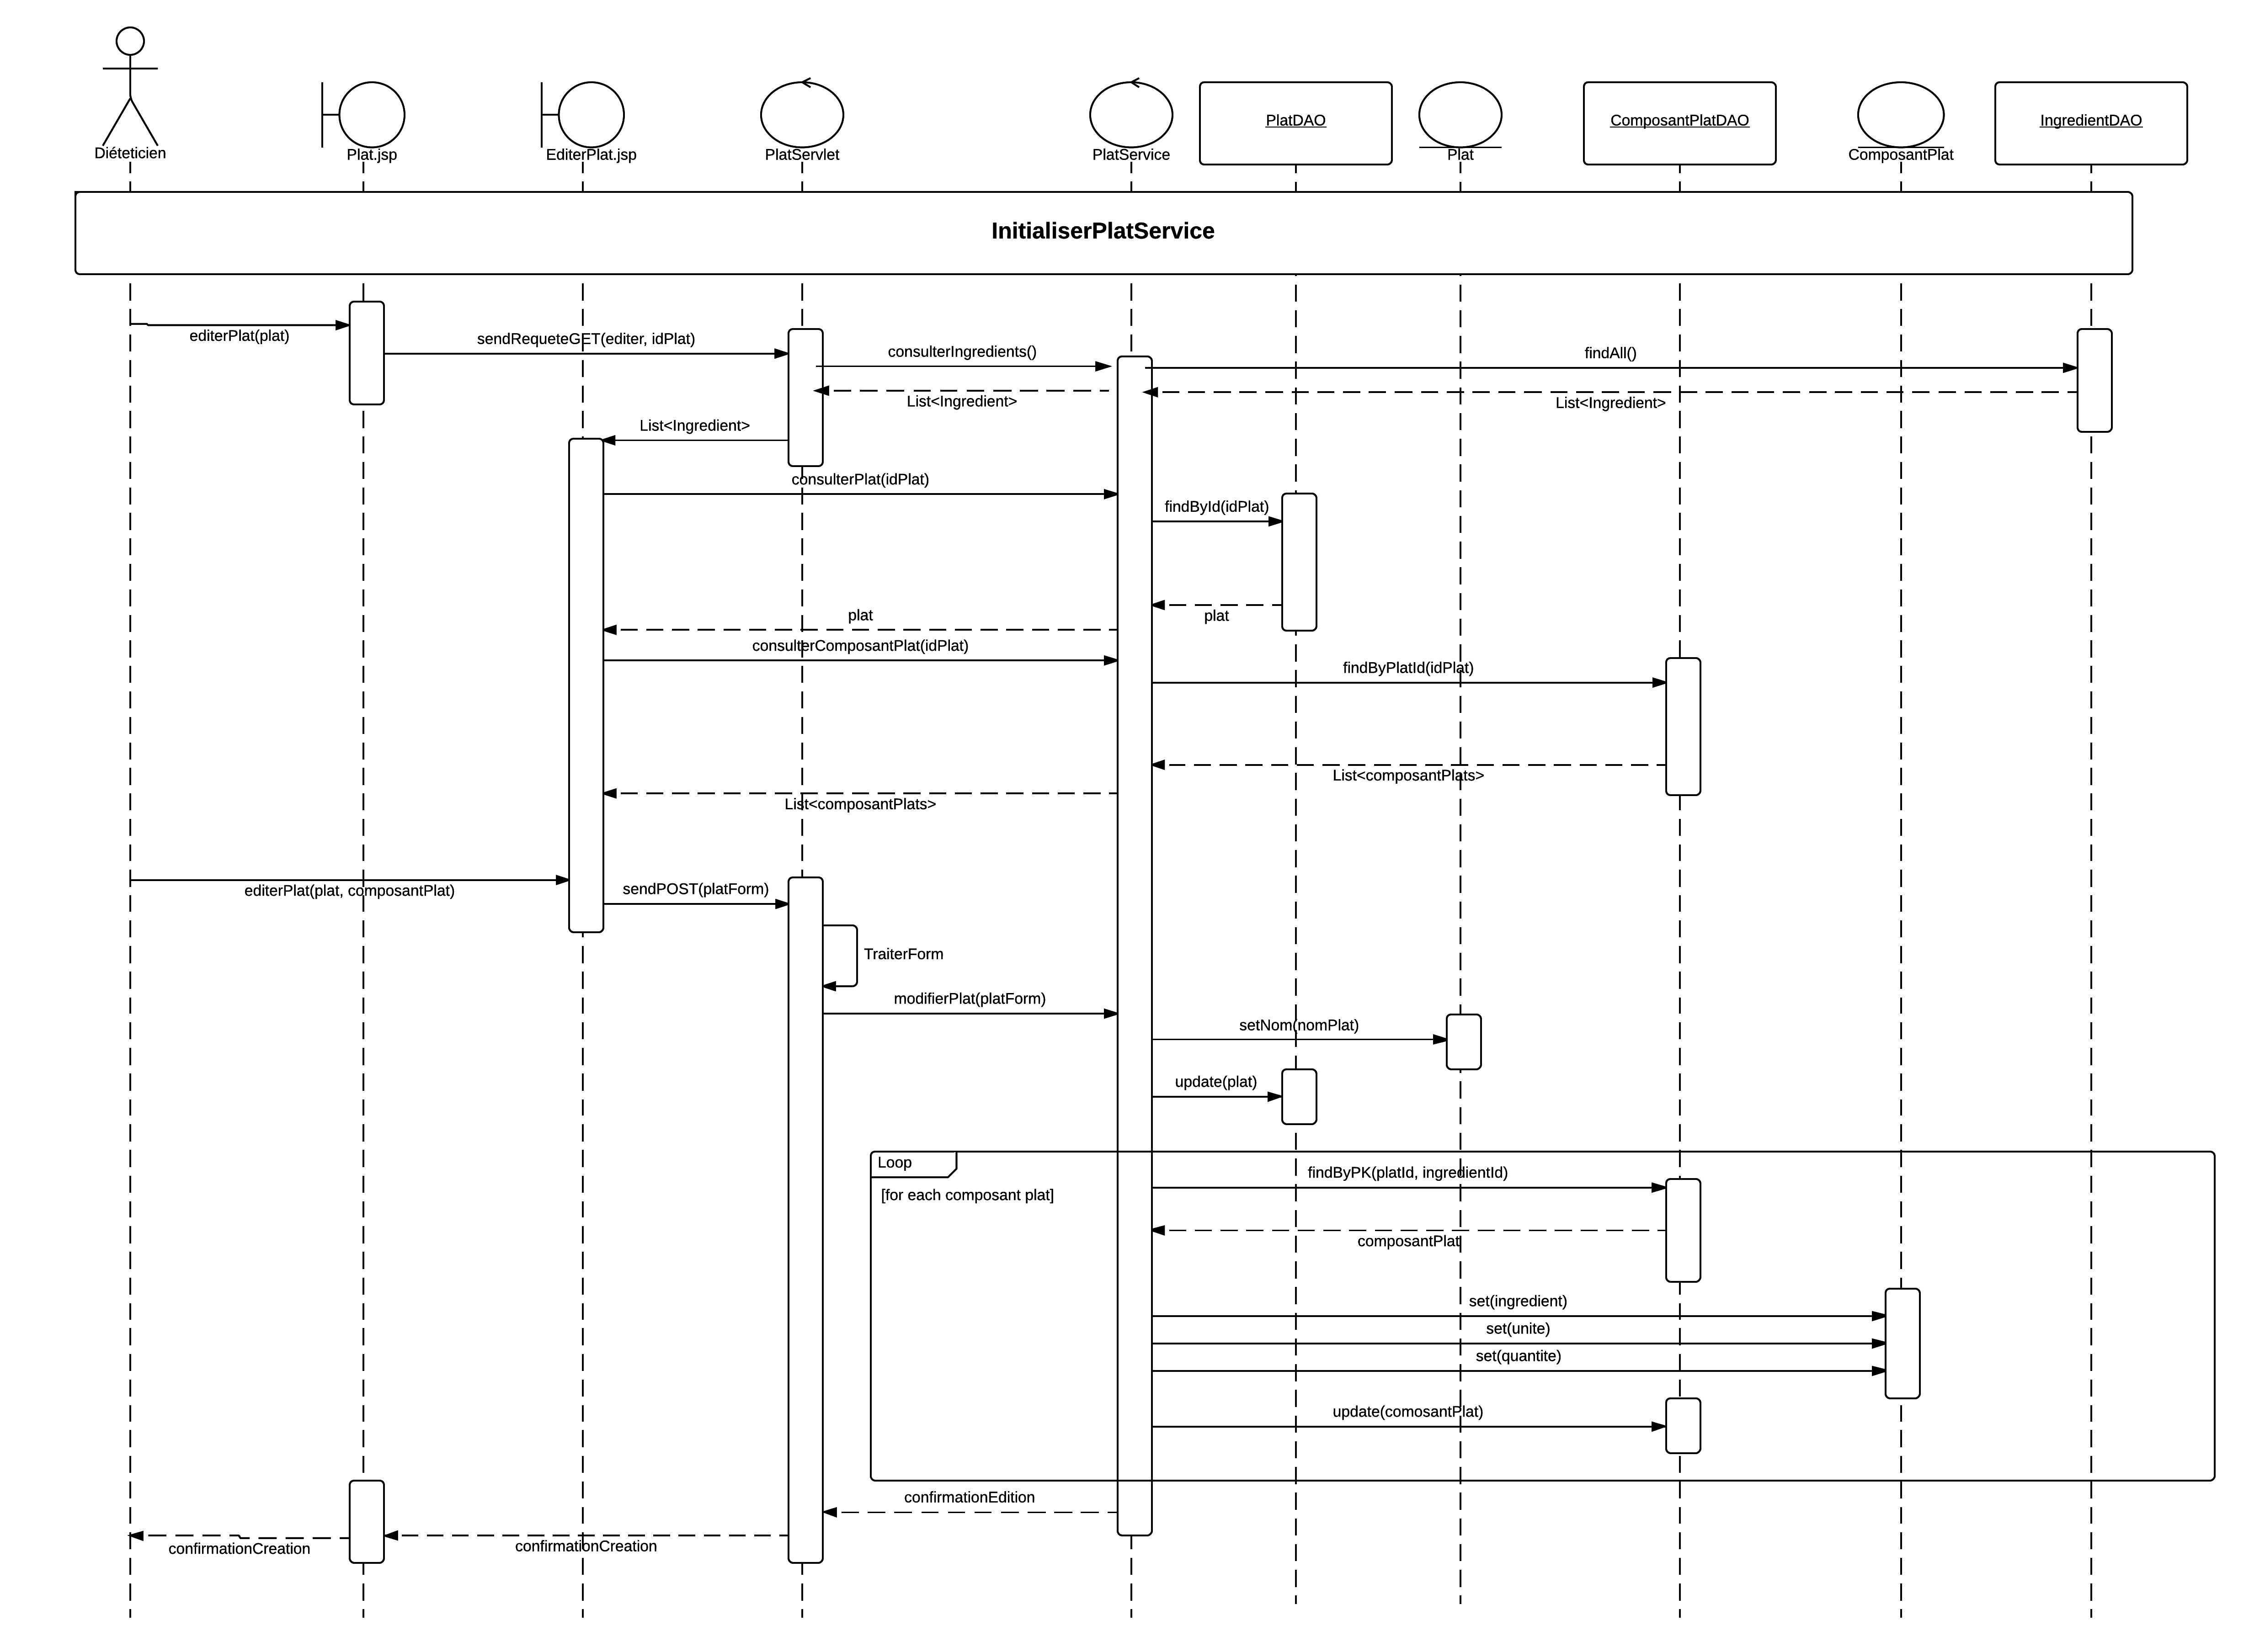 Diéteticien
Plat.jsp
EditerPlat.jsp
PlatServlet
PlatService
PlatDAO
Plat
ComposantPlatDAO
ComposantPlat
IngredientDAO
InitialiserPlatService
editerPlat(plat)
sendRequeteGET(editer, idPlat)
consulterIngredients()
findAll()
List<Ingredient>
List<Ingredient>
List<Ingredient>
consulterPlat(idPlat)
findById(idPlat)
plat
plat
consulterComposantPlat(idPlat)
findByPlatId(idPlat)
List<composantPlats>
List<composantPlats>
editerPlat(plat, composantPlat)
sendPOST(platForm)
TraiterForm
modifierPlat(platForm)
setNom(nomPlat)
update(plat)
Loop
[for each composant plat]
findByPK(platId, ingredientId)
composantPlat
set(ingredient)
set(unite)
set(quantite)
update(comosantPlat)
confirmationEdition
confirmationCreation
confirmationCreation